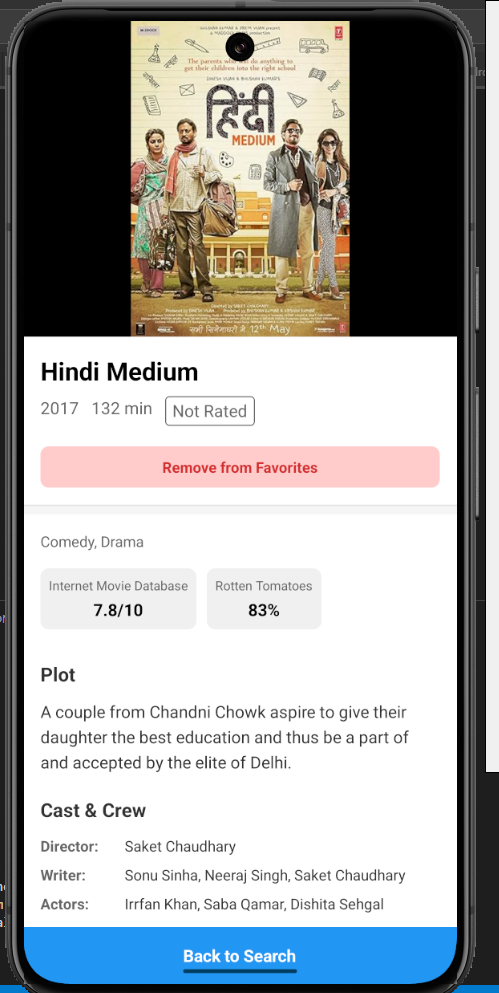 The parents who will do anything to
get their children into the right school
DINESH VIJAN & BHUSHAN KUMAR'S
हिंदी
MEDIUM
सभी सिनेमाघरों में 12th May
Hindi Medium
2017 132 min Not Rated
Remove from Favorites
Comedy, Drama
Internet Movie Database Rotten Tomatoes
7.8/10 83%
Plot
A couple from Chandni Chowk aspire to give their
daughter the best education and thus be a part of
and accepted by the elite of Delhi.
Cast & Crew
Director: Saket Chaudhary
Writer: Sonu Sinha, Neeraj Singh, Saket Chaudhary
Actors: Irrfan Khan, Saba Qamar, Dishita Sehgal
Back to Search